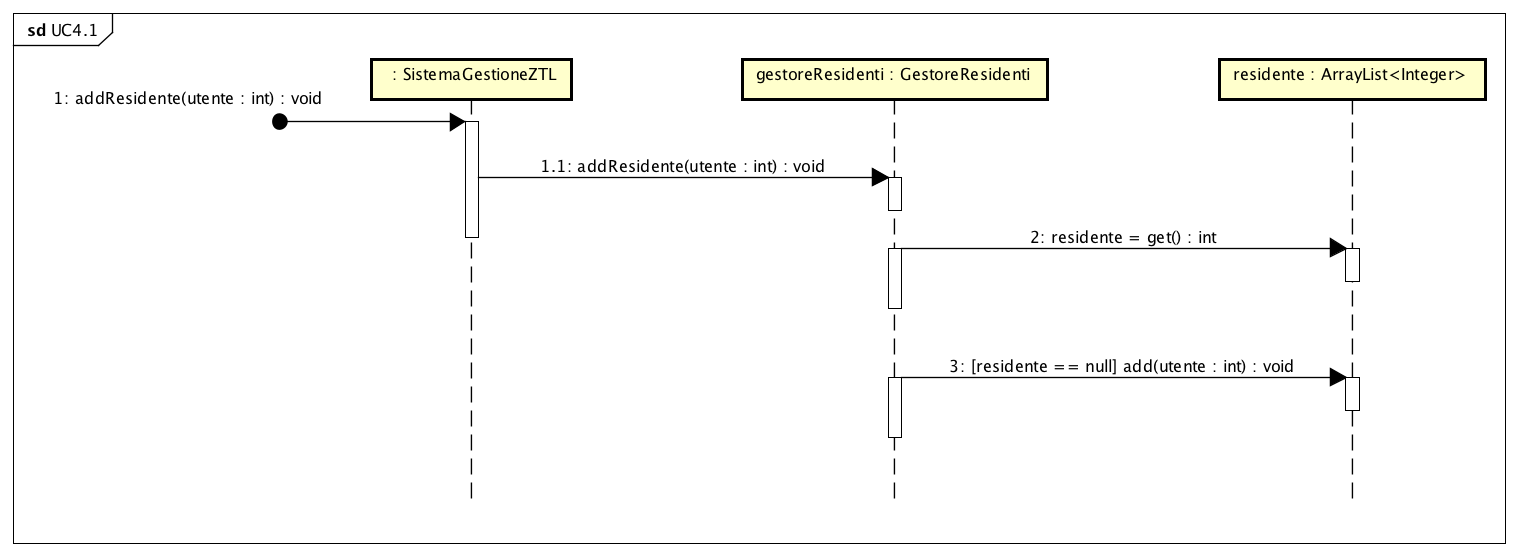 sd UC4.1
: SistemaGestioneZTL
gestoreResidenti : GestoreResidenti
residente : ArrayList<Integer>
1: addResidente(utente : int) : void
1.1: addResidente(utente : int) : void
2: residente = get() : int
3: [residente == null] add(utente : int) : void